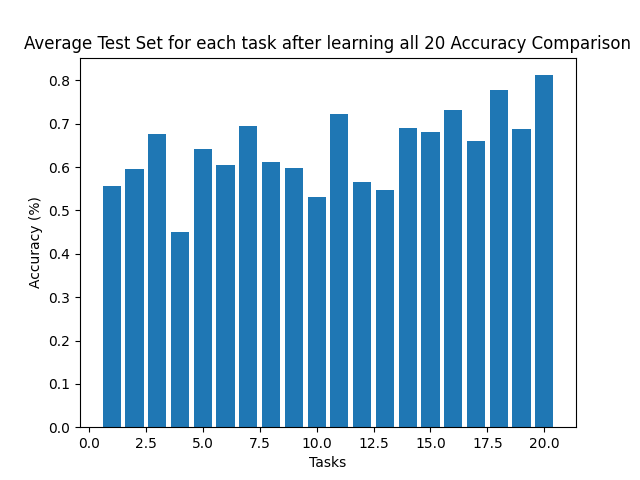 Average Test Set for each task after learning all 20 Accuracy Comparison
0.8
0.7
0.6
0.5
0.4
0.3
0.2
0.1
0.0
Accuracy (%)
0.0 2.5 5.0 7.5 10.0 12.5 15.0 17.5 20.0
Tasks